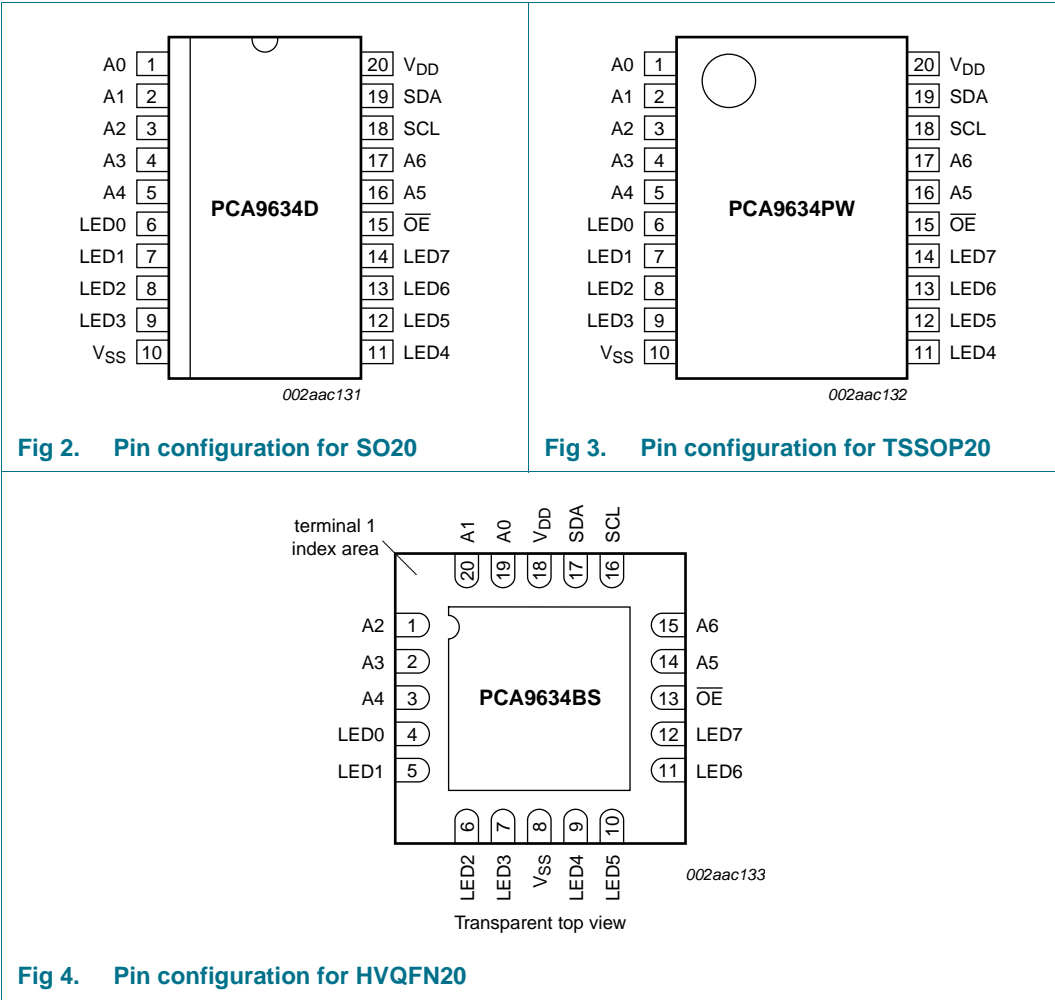 A0 1 20 VDD
A1 2 19 SDA
A2 3 18 SCL
A3 4 17 A6
A4 5 16 A5
PCA9634D
LED0 6 15 OE
LED1 7 14 LED7
LED2 8 13 LED6
LED3 9 12 LED5
VSS 10 11 LED4
002aac131
Fig 2. Pin configuration for SO20
A0 1 20 VDD
A1 2 19 SDA
A2 3 18 SCL
A3 4 17 A6
A4 5 16 A5
PCA9634PW
LED0 6 15 OE
LED1 7 14 LED7
LED2 8 13 LED6
LED3 9 12 LED5
VSS 10 11 LED4
002aac132
Fig 3. Pin configuration for TSSOP20
terminal 1
index area
A1 A0 VDD SDA SCL
20 19 18 17 16
A2 1 15 A6
A3 2 14 A5
A4 3 PCA9634BS 13 OE
LED0 4 12 LED7
LED1 5 11 LED6
6 7 8 9 10
LED2 LED3 VSS LED4 LED5
002aac133
Transparent top view
Fig 4. Pin configuration for HVQFN20